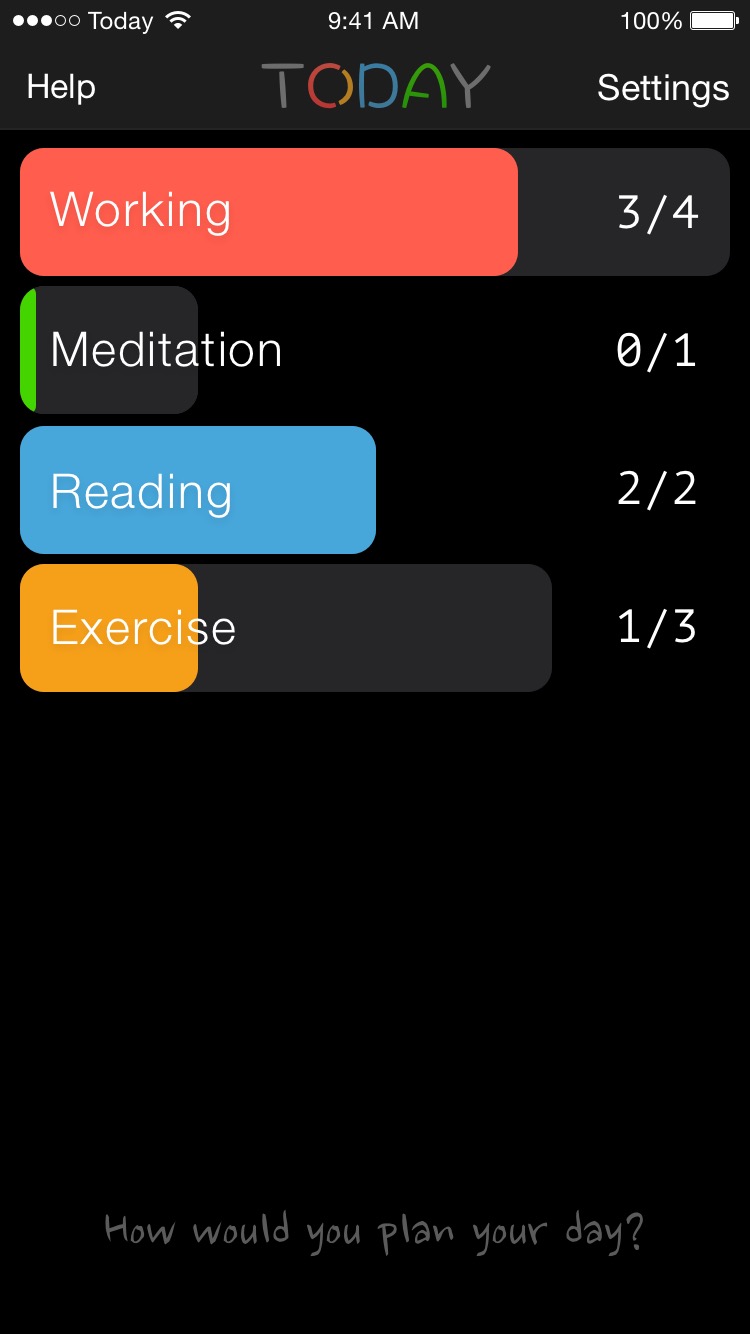 Today 9:41 AM 100%
Help TODAY Settings
Working 3/4
Meditation 0/1
Reading 2/2
Exercise 1/3
How would you plan your day?